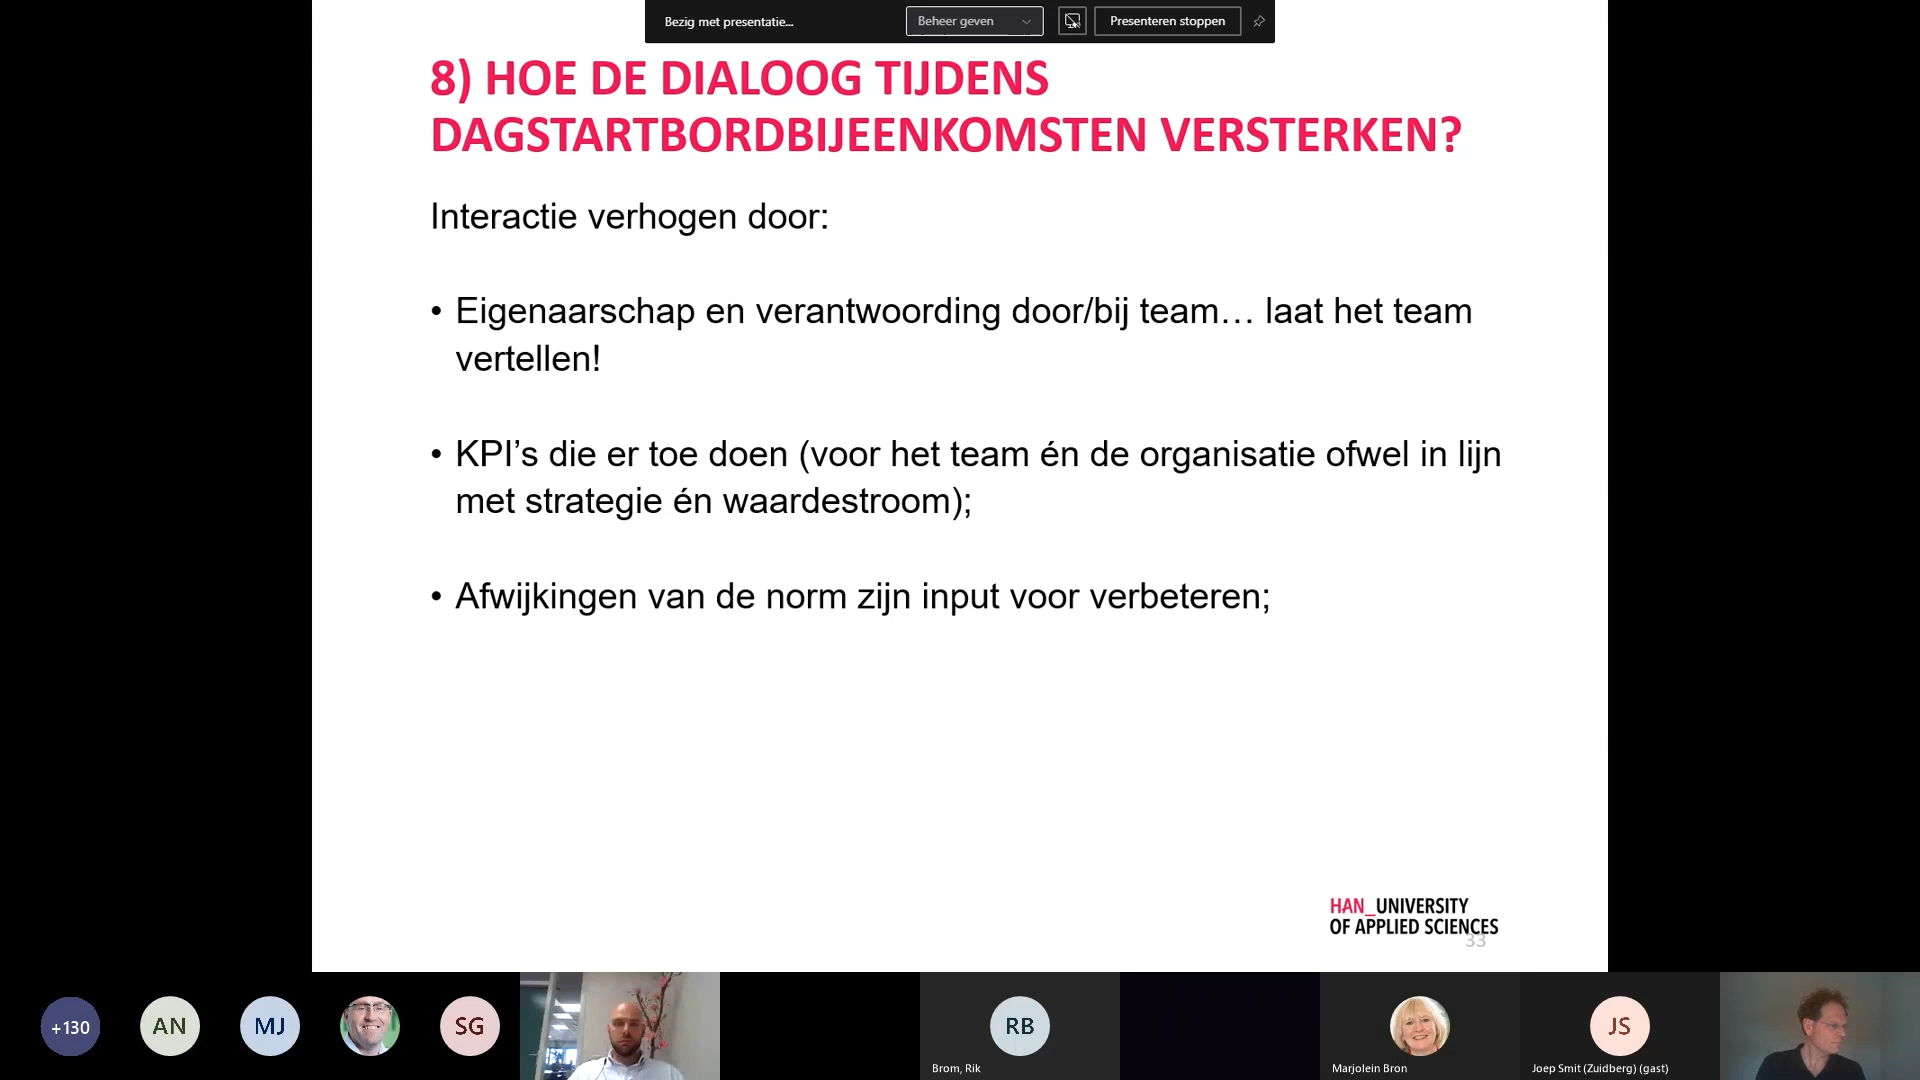 Bezig met presentatie...
Beheer geven
Presenteren stoppen
8) HOE DE DIALOOG TIJDENS
DAGSTARTBORDBIJEENKOMSTEN VERSTERKEN?
Interactie verhogen door:
• Eigenaarschap en verantwoording door/bij team… laat het team
vertellen!
• KPI’s die er toe doen (voor het team én de organisatie ofwel in lijn
met strategie én waardestroom);
• Afwijkingen van de norm zijn input voor verbeteren;
HAN_UNIVERSITY
OF APPLIED SCIENCES
33
+130
AN
MJ
SG
RB
Brom, Rik
Marjolein Bron
JS
Joep Smit (Zuidberg) (gast)